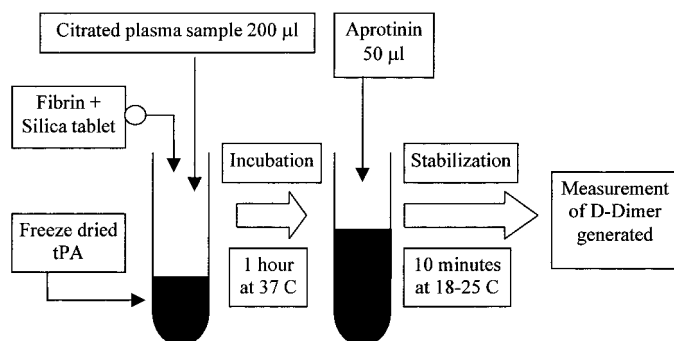 Citrated plasma sample 200 µl
Aprotinin
50 µl
Fibrin +
Silica tablet
Incubation
Stabilization
Measurement
of D-Dimer
generated
Freeze dried
tPA
1 hour
at 37 C
10 minutes
at 18-25 C